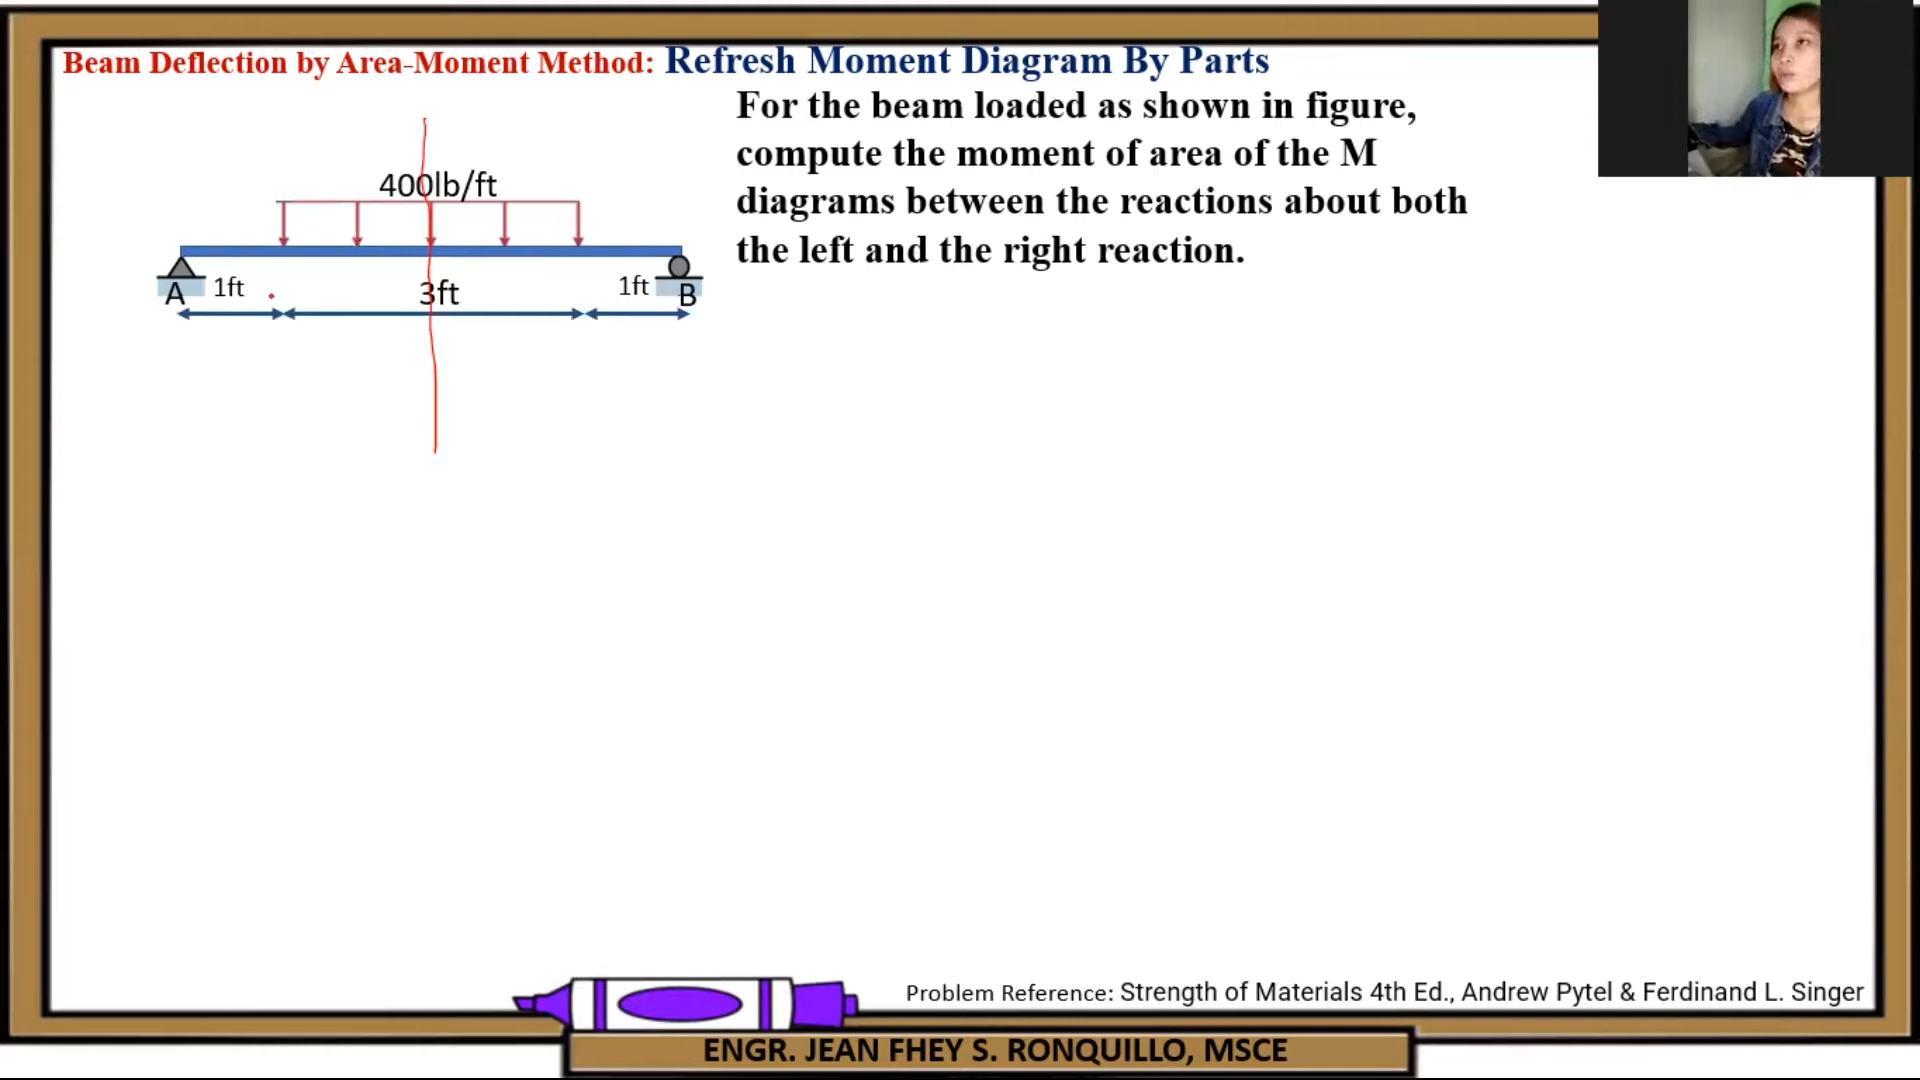 Beam Deflection by Area-Moment Method: Refresh Moment Diagram By Parts
For the beam loaded as shown in figure,
compute the moment of area of the M
diagrams between the reactions about both
the left and the right reaction.
400lb/ft
A 1ft 3ft 1ft B
Problem Reference: Strength of Materials 4th Ed., Andrew Pytel & Ferdinand L. Singer
ENGR. JEAN FHEY S. RONQUILLO, MSCE